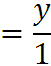 = y/1